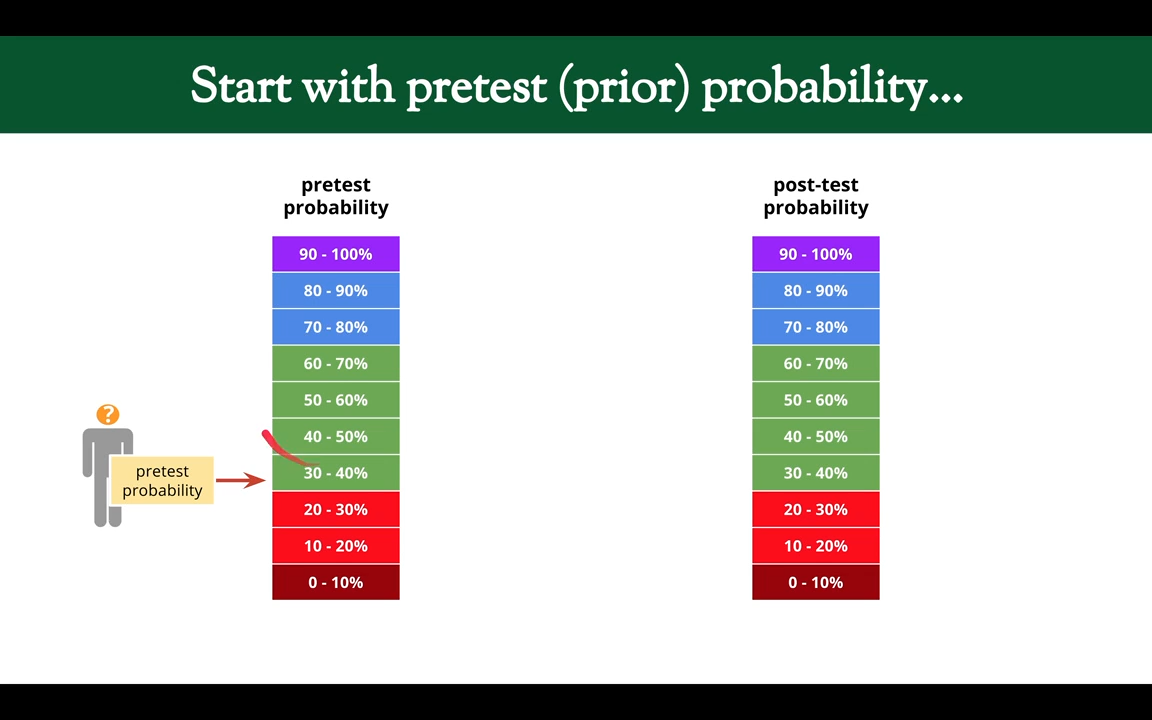 Start with pretest (prior) probability...
pretest
probability
90 - 100%
80 - 90%
70 - 80%
60 - 70%
50 - 60%
40 - 50%
30 - 40%
20 - 30%
10 - 20%
0 - 10%
?
pretest
probability
post-test
probability
90 - 100%
80 - 90%
70 - 80%
60 - 70%
50 - 60%
40 - 50%
30 - 40%
20 - 30%
10 - 20%
0 - 10%